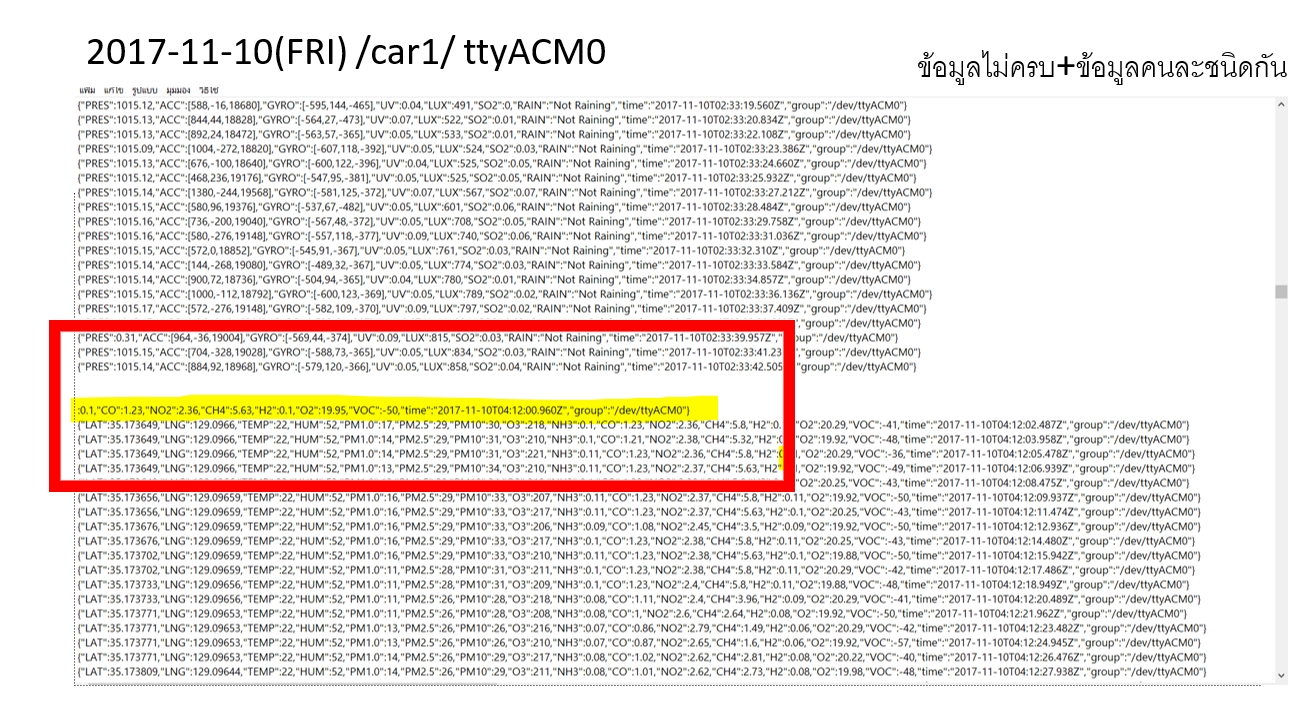 2017-11-10(FRI) /car1/ ttyACM0
ข้อมูลไม่ครบ+ข้อมูลคนละชนิดกัน
แฟ้ม แก้ไข รูปแบบ มุมมอง วิธีใช้
{"PRES":1015.12,"ACC":[588,-16,18680],"GYRO":[-595,144,-465],"UV":0.04,"LUX":491,"SO2":0,"RAIN":"Not Raining","time":"2017-11-10T02:33:19.560Z","group":"/dev/ttyACM0"}
{"PRES":1015.13,"ACC":[844,44,18828],"GYRO":[-564,27,-473],"UV":0.07,"LUX":522,"SO2":0.01,"RAIN":"Not Raining","time":"2017-11-10T02:33:20.834Z","group":"/dev/ttyACM0"}
{"PRES":1015.13,"ACC":[892,24,18472],"GYRO":[-563,57,-365],"UV":0.05,"LUX":533,"SO2":0.01,"RAIN":"Not Raining","time":"2017-11-10T02:33:22.108Z","group":"/dev/ttyACM0"}
{"PRES":1015.09,"ACC":[1004,-272,18820],"GYRO":[-607,118,-392],"UV":0.05,"LUX":524,"SO2":0.03,"RAIN":"Not Raining","time":"2017-11-10T02:33:23.386Z","group":"/dev/ttyACM0"}
{"PRES":1015.13,"ACC":[676,-100,18640],"GYRO":[-600,122,-396],"UV":0.04,"LUX":525,"SO2":0.05,"RAIN":"Not Raining","time":"2017-11-10T02:33:24.660Z","group":"/dev/ttyACM0"}
{"PRES":1015.12,"ACC":[468,236,19176],"GYRO":[-547,95,-381],"UV":0.05,"LUX":525,"SO2":0.05,"RAIN":"Not Raining","time":"2017-11-10T02:33:25.932Z","group":"/dev/ttyACM0"}
{"PRES":1015.14,"ACC":[1380,-244,19568],"GYRO":[-581,125,-372],"UV":0.07,"LUX":567,"SO2":0.07,"RAIN":"Not Raining","time":"2017-11-10T02:33:27.212Z","group":"/dev/ttyACM0"}
{"PRES":1015.15,"ACC":[580,96,19376],"GYRO":[-537,67,-482],"UV":0.05,"LUX":601,"SO2":0.06,"RAIN":"Not Raining","time":"2017-11-10T02:33:28.484Z","group":"/dev/ttyACM0"}
{"PRES":1015.16,"ACC":[736,-200,19040],"GYRO":[-567,48,-372],"UV":0.05,"LUX":708,"SO2":0.05,"RAIN":"Not Raining","time":"2017-11-10T02:33:29.758Z","group":"/dev/ttyACM0"}
{"PRES":1015.16,"ACC":[580,-276,19148],"GYRO":[-557,118,-377],"UV":0.09,"LUX":740,"SO2":0.06,"RAIN":"Not Raining","time":"2017-11-10T02:33:31.036Z","group":"/dev/ttyACM0"}
{"PRES":1015.15,"ACC":[572,0,18852],"GYRO":[-545,91,-367],"UV":0.05,"LUX":761,"SO2":0.03,"RAIN":"Not Raining","time":"2017-11-10T02:33:32.310Z","group":"/dev/ttyACM0"}
{"PRES":1015.14,"ACC":[144,-268,19080],"GYRO":[-489,32,-367],"UV":0.05,"LUX":774,"SO2":0.03,"RAIN":"Not Raining","time":"2017-11-10T02:33:33.584Z","group":"/dev/ttyACM0"}
{"PRES":1015.14,"ACC":[900,72,18736],"GYRO":[-504,94,-365],"UV":0.04,"LUX":780,"SO2":0.01,"RAIN":"Not Raining","time":"2017-11-10T02:33:34.857Z","group":"/dev/ttyACM0"}
{"PRES":1015.15,"ACC":[1000,-112,18792],"GYRO":[-600,123,-369],"UV":0.05,"LUX":789,"SO2":0.02,"RAIN":"Not Raining","time":"2017-11-10T02:33:36.136Z","group":"/dev/ttyACM0"}
{"PRES":1015.17,"ACC":[572,-276,19148],"GYRO":[-582,109,-370],"UV":0.09,"LUX":797,"SO2":0.02,"RAIN":"Not Raining","time":"2017-11-10T02:33:37.409Z","group":"/dev/ttyACM0"}
,"group":"/dev/ttyACM0"}
{"PRES":0.31,"ACC":[964,-36,19004],"GYRO":[-569,44,-374],"UV":0.09,"LUX":815,"SO2":0.03,"RAIN":"Not Raining","time":"2017-11-10T02:33:39.957Z"," oup":"/dev/ttyACM0"}
{"PRES":1015.15,"ACC":[704,-328,19028],"GYRO":[-588,73,-365],"UV":0.05,"LUX":834,"SO2":0.03,"RAIN":"Not Raining","time":"2017-11-10T02:33:41.23 ","group":"/dev/ttyACM0"}
{"PRES":1015.14,"ACC":[884,92,18968],"GYRO":[-579,120,-366],"UV":0.05,"LUX":858,"SO2":0.04,"RAIN":"Not Raining","time":"2017-11-10T02:33:42.505 ","group":"/dev/ttyACM0"}
:0.1,"CO":1.23,"NO2":2.36,"CH4":5.63,"H2":0.1,"O2":19.95,"VOC":-50,"time":"2017-11-10T04:12:00.960Z","group":"/dev/ttyACM0"}
{"LAT":35.173649,"LNG":129.0966,"TEMP":22,"HUM":52,"PM1.0":17,"PM2.5":29,"PM10":30,"O3":218,"NH3":0.1,"CO":1.23,"NO2":2.36,"CH4":5.8,"H2":0. ,"O2":20.29,"VOC":-41,"time":"2017-11-10T04:12:02.487Z","group":"/dev/ttyACM0"}
{"LAT":35.173649,"LNG":129.0966,"TEMP":22,"HUM":52,"PM1.0":14,"PM2.5":29,"PM10":31,"O3":210,"NH3":0.1,"CO":1.21,"NO2":2.38,"CH4":5.32,"H2": ,"O2":19.92,"VOC":-48,"time":"2017-11-10T04:12:03.958Z","group":"/dev/ttyACM0"}
{"LAT":35.173649,"LNG":129.0966,"TEMP":22,"HUM":52,"PM1.0":14,"PM2.5":29,"PM10":31,"O3":221,"NH3":0.11,"CO":1.23,"NO2":2.36,"CH4":5.8,"H2": ,"O2":20.29,"VOC":-36,"time":"2017-11-10T04:12:05.478Z","group":"/dev/ttyACM0"}
{"LAT":35.173649,"LNG":129.0966,"TEMP":22,"HUM":52,"PM1.0":13,"PM2.5":29,"PM10":34,"O3":210,"NH3":0.11,"CO":1.23,"NO2":2.37,"CH4":5.63,"H2" 1,"O2":19.92,"VOC":-49,"time":"2017-11-10T04:12:06.939Z","group":"/dev/ttyACM0"}
,"O2":20.25,"VOC":-43,"time":"2017-11-10T04:12:08.475Z","group":"/dev/ttyACM0"}
{"LAT":35.173656,"LNG":129.09659,"TEMP":22,"HUM":52,"PM1.0":16,"PM2.5":29,"PM10":33,"O3":207,"NH3":0.11,"CO":1.23,"NO2":2.37,"CH4":5.8,"H2":0.11,"O2":19.92,"VOC":-50,"time":"2017-11-10T04:12:09.937Z","group":"/dev/ttyACM0"}
{"LAT":35.173656,"LNG":129.09659,"TEMP":22,"HUM":52,"PM1.0":16,"PM2.5":29,"PM10":33,"O3":217,"NH3":0.11,"CO":1.23,"NO2":2.37,"CH4":5.63,"H2":0.1,"O2":20.25,"VOC":-43,"time":"2017-11-10T04:12:11.474Z","group":"/dev/ttyACM0"}
{"LAT":35.173676,"LNG":129.09659,"TEMP":22,"HUM":52,"PM1.0":16,"PM2.5":29,"PM10":33,"O3":206,"NH3":0.09,"CO":1.08,"NO2":2.45,"CH4":3.5,"H2":0.09,"O2":19.92,"VOC":-50,"time":"2017-11-10T04:12:12.936Z","group":"/dev/ttyACM0"}
{"LAT":35.173676,"LNG":129.09659,"TEMP":22,"HUM":52,"PM1.0":16,"PM2.5":29,"PM10":33,"O3":217,"NH3":0.1,"CO":1.23,"NO2":2.38,"CH4":5.8,"H2":0.11,"O2":20.25,"VOC":-43,"time":"2017-11-10T04:12:14.480Z","group":"/dev/ttyACM0"}
{"LAT":35.173702,"LNG":129.09659,"TEMP":22,"HUM":52,"PM1.0":16,"PM2.5":29,"PM10":33,"O3":210,"NH3":0.11,"CO":1.23,"NO2":2.38,"CH4":5.63,"H2":0.1,"O2":19.88,"VOC":-50,"time":"2017-11-10T04:12:15.942Z","group":"/dev/ttyACM0"}
{"LAT":35.173702,"LNG":129.09659,"TEMP":22,"HUM":52,"PM1.0":11,"PM2.5":28,"PM10":31,"O3":211,"NH3":0.1,"CO":1.23,"NO2":2.38,"CH4":5.8,"H2":0.11,"O2":20.29,"VOC":-42,"time":"2017-11-10T04:12:17.486Z","group":"/dev/ttyACM0"}
{"LAT":35.173733,"LNG":129.09656,"TEMP":22,"HUM":52,"PM1.0":11,"PM2.5":28,"PM10":31,"O3":209,"NH3":0.1,"CO":1.23,"NO2":2.4,"CH4":5.8,"H2":0.11,"O2":19.88,"VOC":-48,"time":"2017-11-10T04:12:18.949Z","group":"/dev/ttyACM0"}
{"LAT":35.173733,"LNG":129.09656,"TEMP":22,"HUM":52,"PM1.0":11,"PM2.5":26,"PM10":28,"O3":218,"NH3":0.08,"CO":1.11,"NO2":2.4,"CH4":3.96,"H2":0.09,"O2":20.29,"VOC":-41,"time":"2017-11-10T04:12:20.489Z","group":"/dev/ttyACM0"}
{"LAT":35.173771,"LNG":129.09653,"TEMP":22,"HUM":52,"PM1.0":11,"PM2.5":26,"PM10":28,"O3":208,"NH3":0.08,"CO":1,"NO2":2.6,"CH4":2.64,"H2":0.08,"O2":19.92,"VOC":-50,"time":"2017-11-10T04:12:21.962Z","group":"/dev/ttyACM0"}
{"LAT":35.173771,"LNG":129.09653,"TEMP":22,"HUM":52,"PM1.0":13,"PM2.5":26,"PM10":26,"O3":216,"NH3":0.07,"CO":0.86,"NO2":2.79,"CH4":1.49,"H2":0.06,"O2":20.29,"VOC":-42,"time":"2017-11-10T04:12:23.482Z","group":"/dev/ttyACM0"}
{"LAT":35.173771,"LNG":129.09653,"TEMP":22,"HUM":52,"PM1.0":13,"PM2.5":26,"PM10":26,"O3":210,"NH3":0.07,"CO":0.87,"NO2":2.65,"CH4":1.6,"H2":0.06,"O2":19.92,"VOC":-57,"time":"2017-11-10T04:12:24.945Z","group":"/dev/ttyACM0"}
{"LAT":35.173771,"LNG":129.09653,"TEMP":22,"HUM":52,"PM1.0":14,"PM2.5":26,"PM10":29,"O3":217,"NH3":0.08,"CO":1.02,"NO2":2.62,"CH4":2.81,"H2":0.08,"O2":20.22,"VOC":-40,"time":"2017-11-10T04:12:26.476Z","group":"/dev/ttyACM0"}
{"LAT":35.173809,"LNG":129.09644,"TEMP":22,"HUM":52,"PM1.0":14,"PM2.5":26,"PM10":29,"O3":211,"NH3":0.08,"CO":1.01,"NO2":2.62,"CH4":2.73,"H2":0.08,"O2":19.98,"VOC":-48,"time":"2017-11-10T04:12:27.938Z","group":"/dev/ttyACM0"}